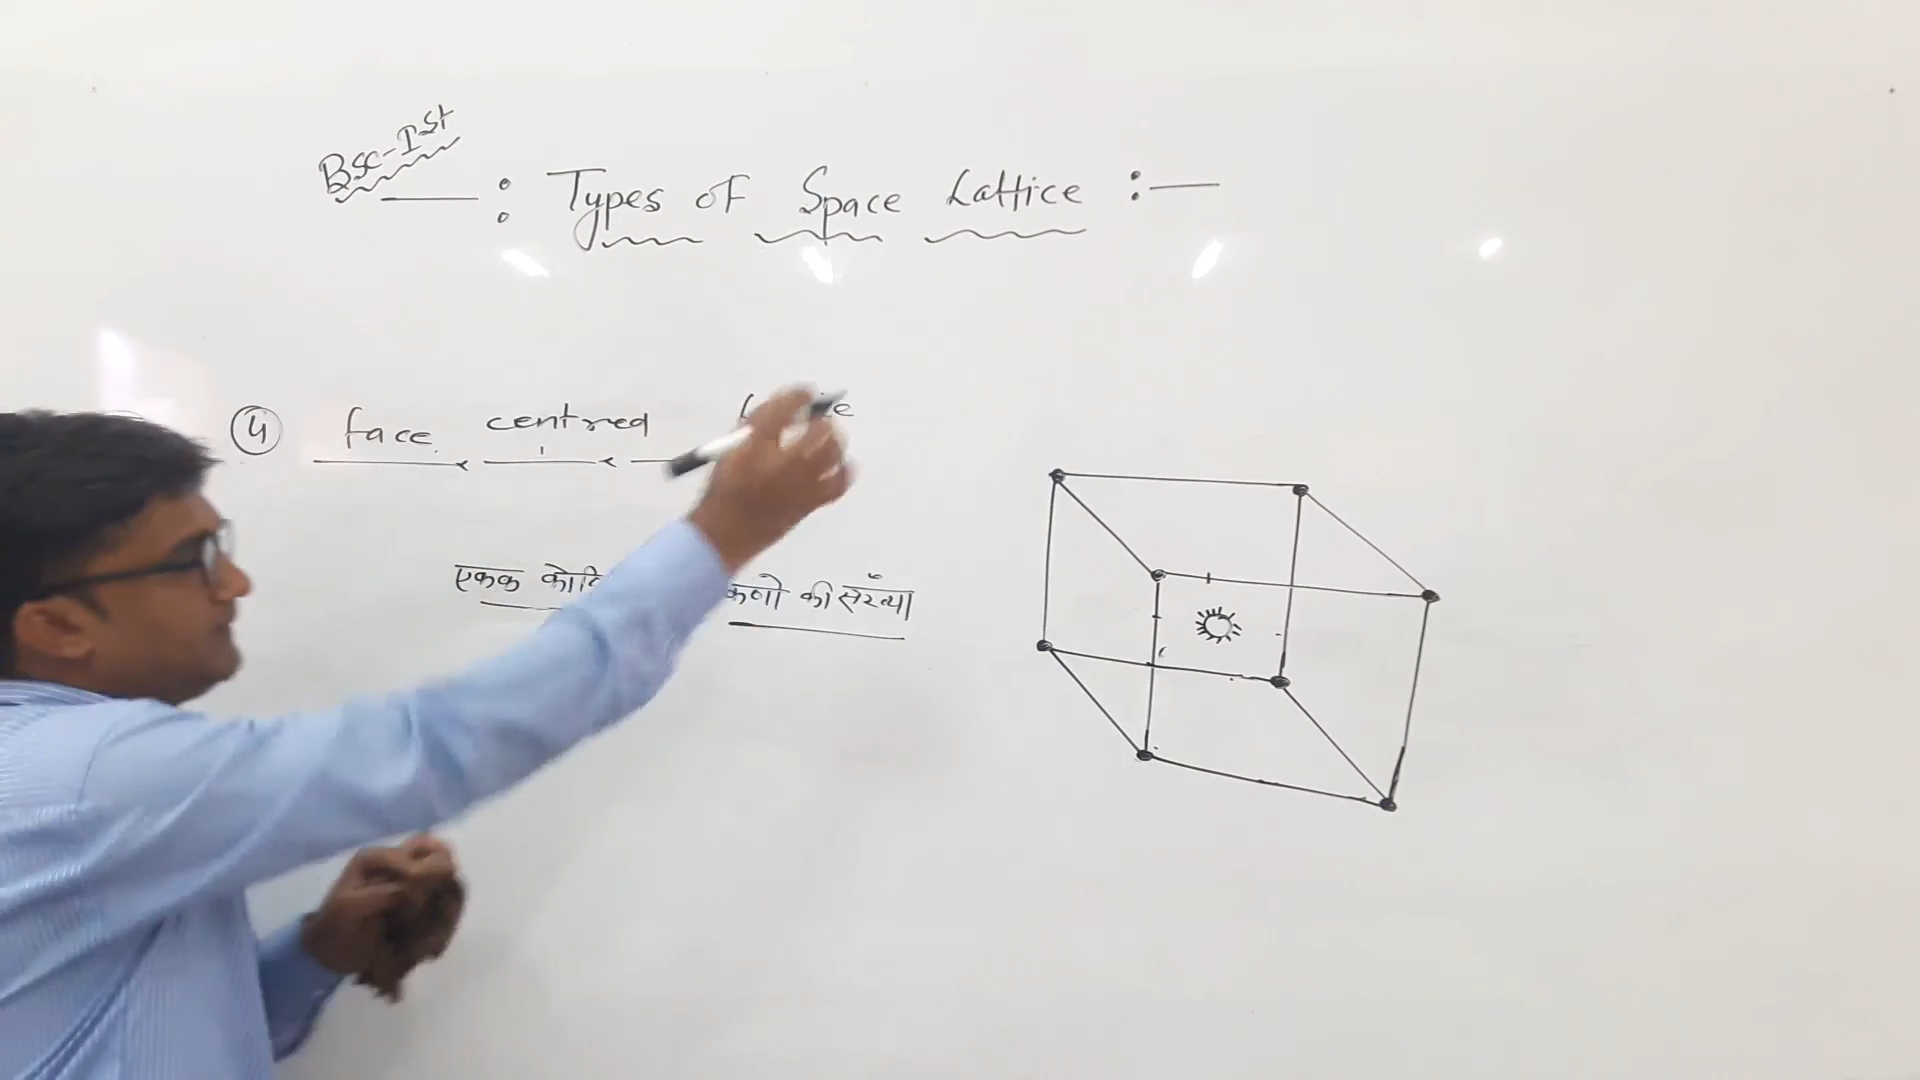 Bsc-Ist
—: Types of Space Lattice :—
④ face centred
एकक
कणो की संख्या